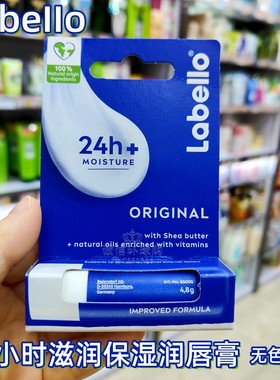 bello
100%
Natural origin
ingredients
24h+
MOISTURE
Labello
ORIGINAL
with Shea butter
+ natural oils enriched with vitamins
Beiersdorf AG,
D-20245 Hamburg,
Germany
4,8g
IMPROVED FORMULA
小时滋润保湿润唇膏 无色